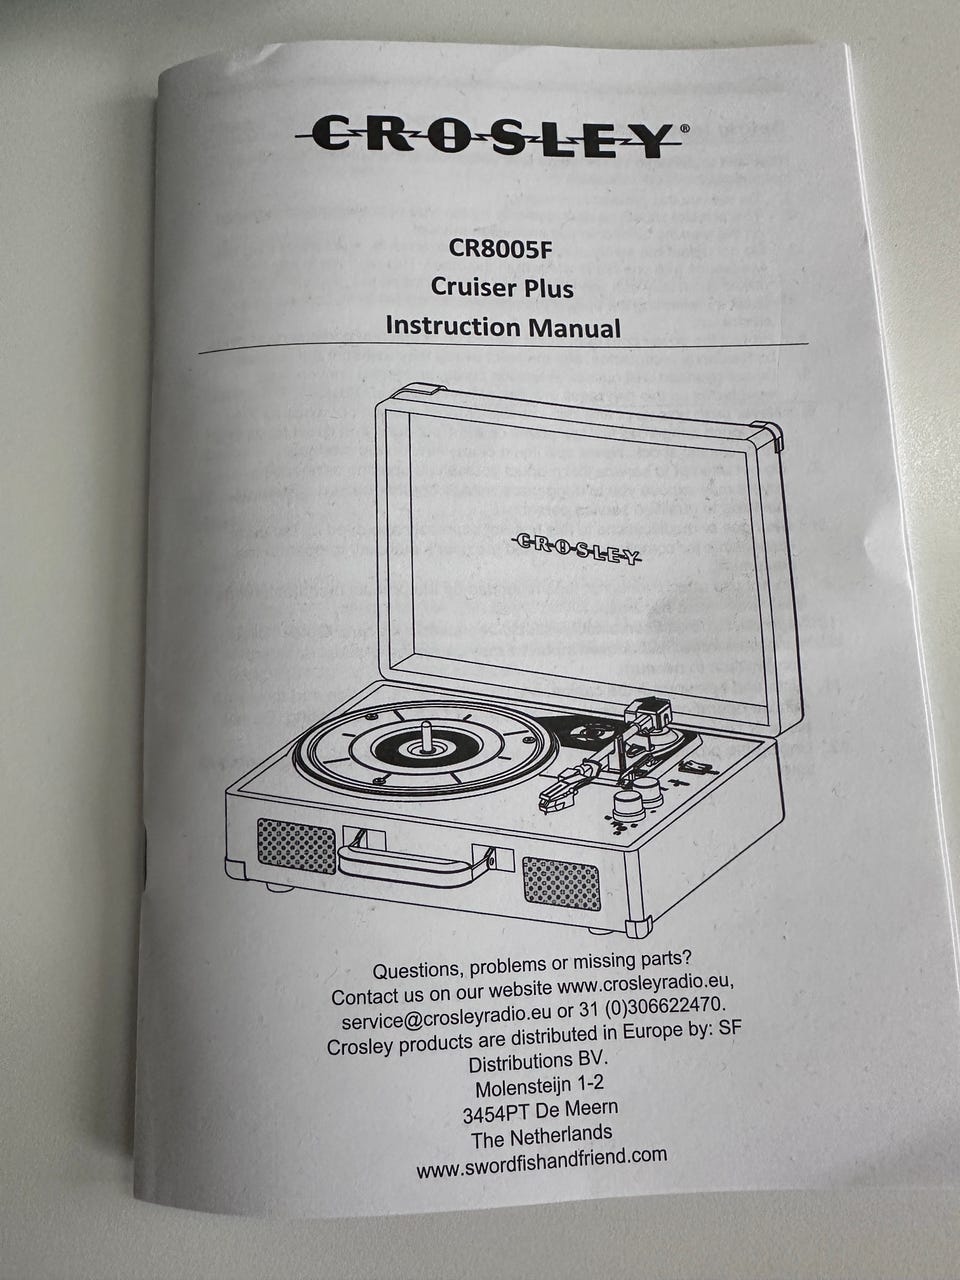 CROSLEY®
CR8005F
Cruiser Plus
Instruction Manual
CROSLEY
Questions, problems or missing parts?
Contact us on our website www.crosleyradio.eu,
service@crosleyradio.eu or 31 (0)306622470.
Crosley products are distributed in Europe by: SF
Distributions BV.
Molensteijn 1-2
3454PT De Meern
The Netherlands
www.swordfishandfriend.com